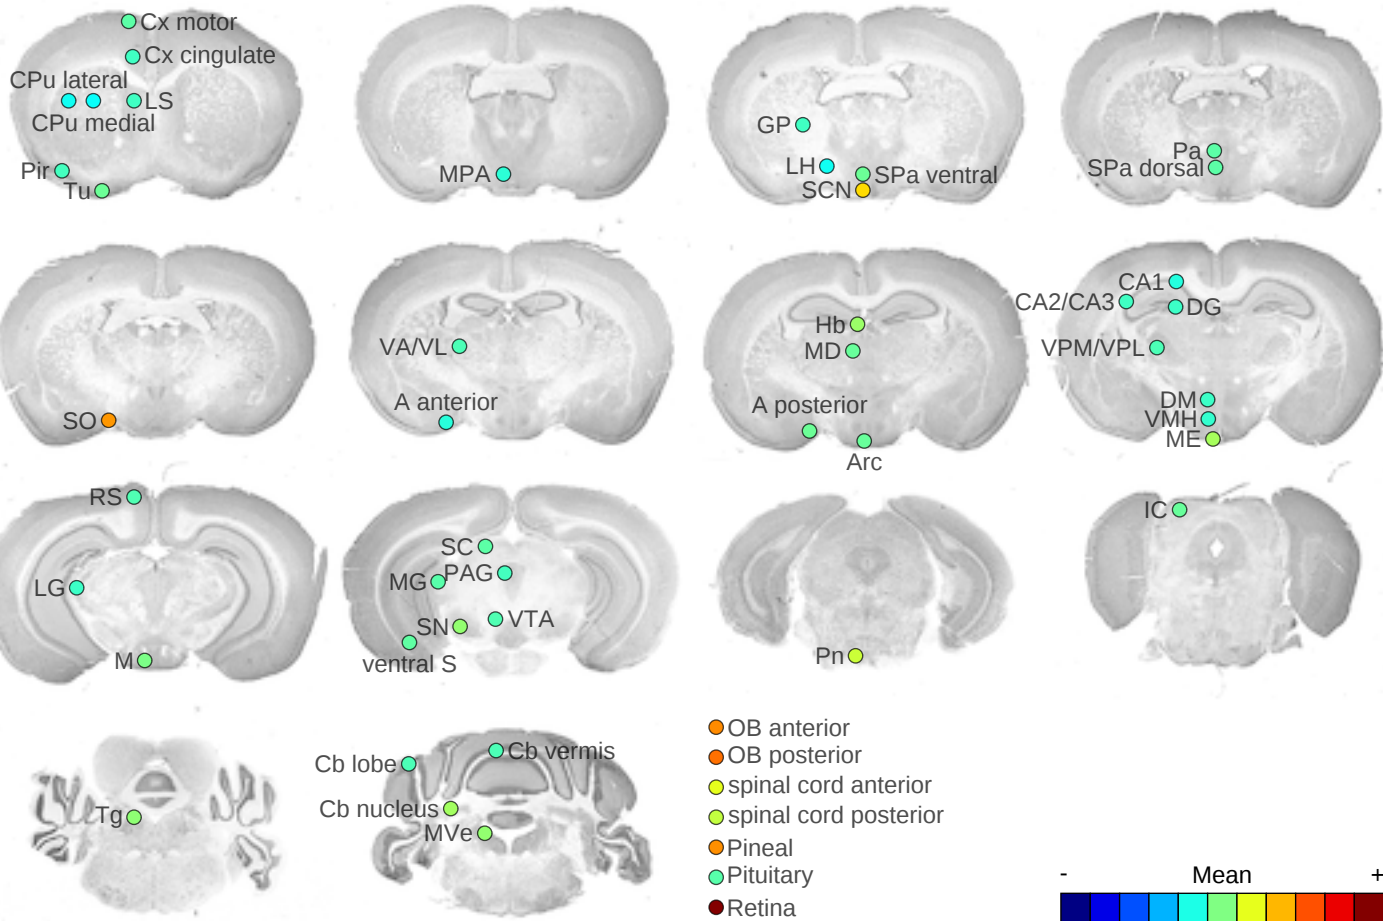 Cx motor
Cx cingulate
CPu lateral
LS
CPu medial
Pir
Tu
MPA
GP
LH
SPa ventral
SCN
Pa
SPa dorsal
SO
VA/VL
A anterior
Hb
MD
A posterior
Arc
CA1
CA2/CA3
DG
VPM/VPL
DM
VMH
ME
RS
LG
M
SC
MG
PAG
SN
VTA
ventral S
Pn
IC
Tg
Cb lobe
Cb vermis
Cb nucleus
MVe
OB anterior
OB posterior
spinal cord anterior
spinal cord posterior
Pineal
Pituitary
Retina
- Mean +